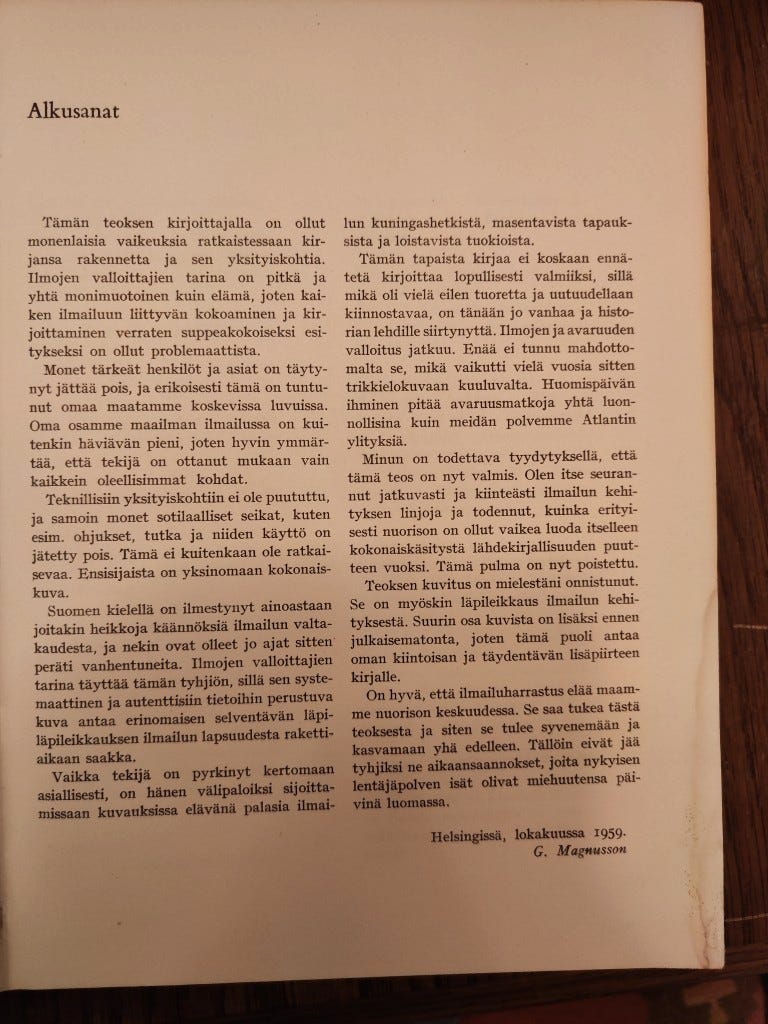 Alkusanat
Tämän teoksen kirjoittajalla on ollut
monenlaisia vaikeuksia ratkaistessaan kir-
jansa rakennetta ja sen yksityiskohtia.
Ilmojen valloittajien tarina on pitkä ja
yhtä monimuotoinen kuin elämä, joten kai-
ken ilmailuun liittyvän kokoaminen ja kir-
joittaminen verraten suppeakokoiseksi esi-
tykseksi on ollut problemaattista.
Monet tärkeät henkilöt ja asiat on täyty-
nyt jättää pois, ja erikoisesti tämä on tuntu-
nut omaa maatamme koskevissa luvuissa.
Oma osamme maailman ilmailussa on kui-
tenkin häviävän pieni, joten hyvin ymmär-
tää, että tekijä on ottanut mukaan vain
kaikkein oleellisimmat kohdat.
Teknillisiin yksityiskohtiin ei ole puututtu,
ja samoin monet sotilaalliset seikat, kuten
esim. ohjukset, tutka ja niiden käyttö on
jätetty pois. Tämä ei kuitenkaan ole ratkai-
sevaa. Ensisijaista on yksinomaan kokonais-
kuva.
Suomen kielellä on ilmestynyt ainoastaan
joitakin heikkoja käännöksiä ilmailun valta-
kaudesta, ja nekin ovat olleet jo ajat sitten
peräti vanhentuneita. Ilmojen valloittajien
tarina täyttää tämän tyhjiön, sillä sen syste-
maattinen ja autenttisiin tietoihin perustuva
kuva antaa erinomaisen selventävän läpi-
läpileikkauksen ilmailun lapsuudesta raketti-
aikaan saakka.
Vaikka tekijä on pyrkinyt kertomaan
asiallisesti, on hänen välipaloiksi sijoitta-
missaan kuvauksissa elävänä palasia ilmai-
lun kuningashetkistä, masentavista tapauk-
sista ja loistavista tuokioista.
Tämän tapaista kirjaa ei koskaan ennä-
tetä kirjoittaa lopullisesti valmiiksi, sillä
mikä oli vielä eilen tuoretta ja uutuudellaan
kiinnostavaa, on tänään jo vanhaa ja histo-
rian lehdille siirtynyttä. Ilmojen ja avaruuden
valloitus jatkuu. Enää ei tunnu mahdotto-
malta se, mikä vaikutti vielä vuosia sitten
trikkielokuvaan kuuluvalta. Huomispäivän
ihminen pitää avaruusmatkoja yhtä luon-
nollisina kuin meidän polvemme Atlantin
ylityksiä.
Minun on todettava tyydytyksellä, että
tämä teos on nyt valmis. Olen itse seuran-
nut jatkuvasti ja kiinteästi ilmailun kehi-
tyksen linjoja ja todennut, kuinka erityi-
sesti nuorison on ollut vaikea luoda itselleen
kokonaiskäsitystä lähdekirjallisuuden puut-
teen vuoksi. Tämä pulma on nyt poistettu.
Teoksen kuvitus on mielestäni onnistunut.
Se on myöskin läpileikkaus ilmailun kehi-
tyksestä. Suurin osa kuvista on lisäksi ennen
julkaisematonta, joten tämä puoli antaa
oman kiintoisan ja täydentävän lisäpiirteen
kirjalle.
On hyvä, että ilmailuharrastus elää maam-
me nuorison keskuudessa. Se saa tukea tästä
teoksesta ja siten se tulee syvenemään ja
kasvamaan yhä edelleen. Tällöin eivät jää
tyhjiksi ne aikaansaannokset, joita nykyisen
lentäjäpolven isät olivat miehuutensa päi-
vinä luomassa.
Helsingissä, lokakuussa 1959.
G. Magnusson